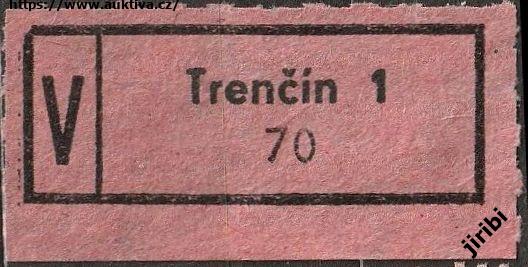 https://www.auktiva.cz/
V
Trenčín 1
70
jiribi